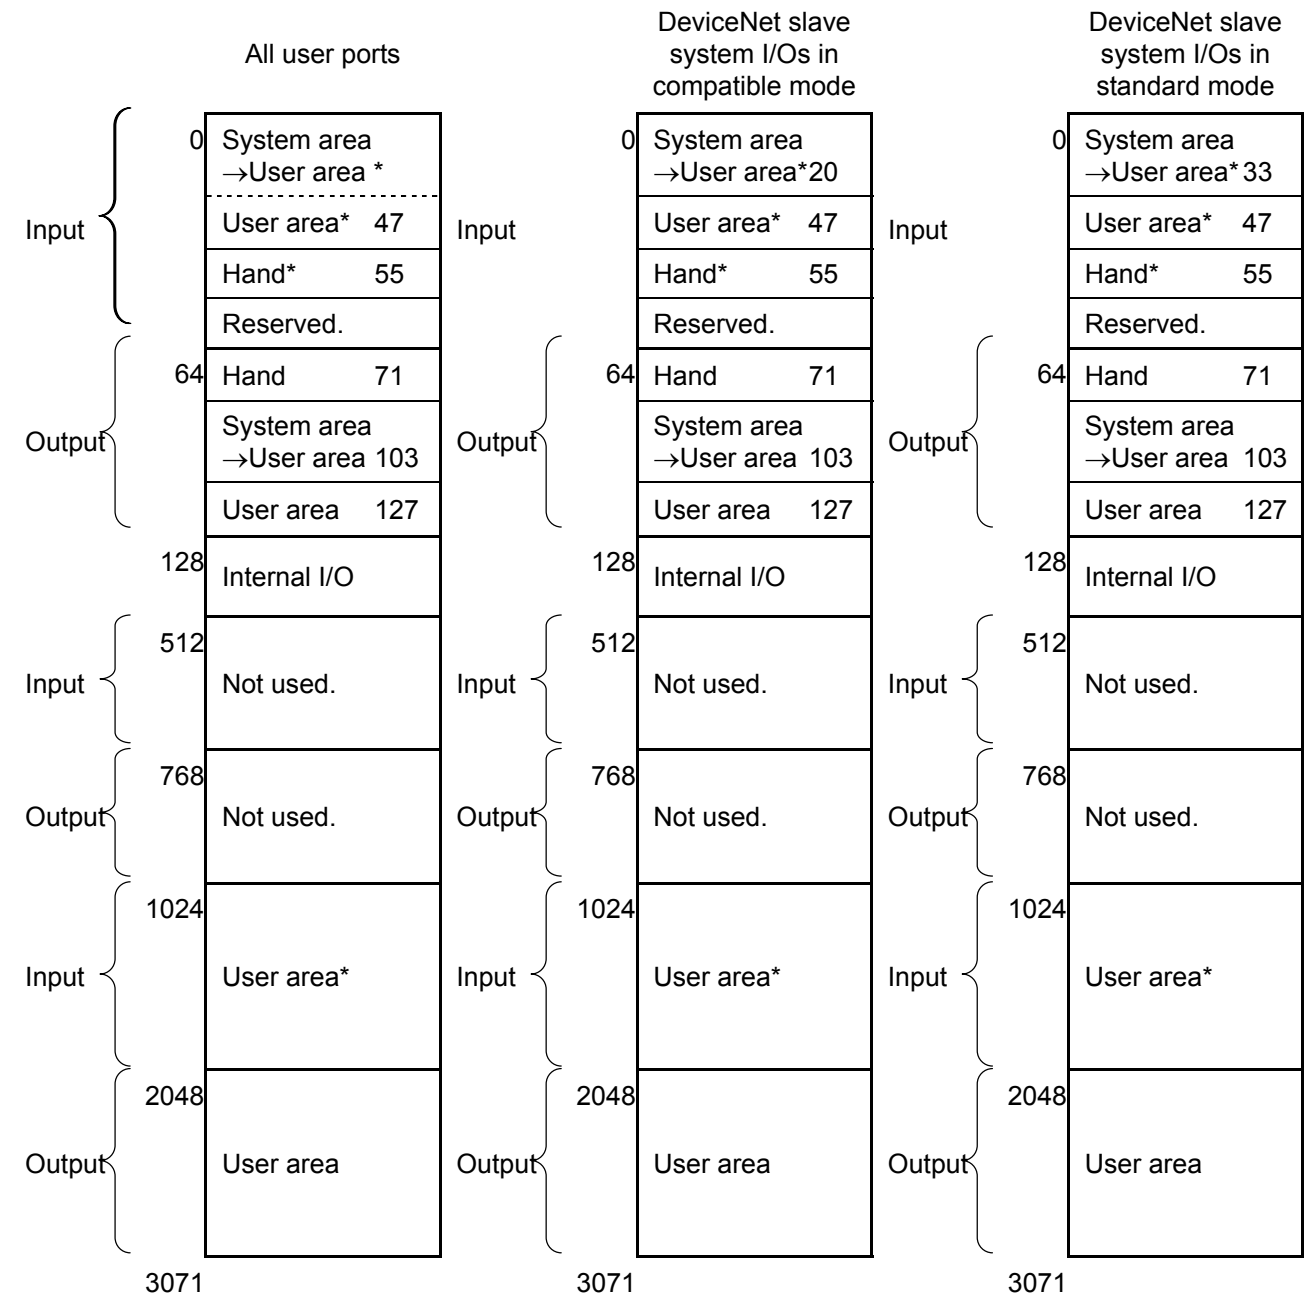 All user ports
Input
0
System area
→User area *
User area* 47
Hand* 55
Reserved.
Output
64
Hand 71
System area
→User area 103
User area 127
128
Internal I/O
Input
512
Not used.
Output
768
Not used.
Input
1024
User area*
Output
2048
User area
3071
DeviceNet slave
system I/Os in
compatible mode
Input
0
System area
→User area*20
User area* 47
Hand* 55
Reserved.
Output
64
Hand 71
System area
→User area 103
User area 127
128
Internal I/O
Input
512
Not used.
Output
768
Not used.
Input
1024
User area*
Output
2048
User area
3071
DeviceNet slave
system I/Os in
standard mode
Input
0
System area
→User area*33
User area* 47
Hand* 55
Reserved.
Output
64
Hand 71
System area
→User area 103
User area 127
128
Internal I/O
Input
512
Not used.
Output
768
Not used.
Input
1024
User area*
Output
2048
User area
3071